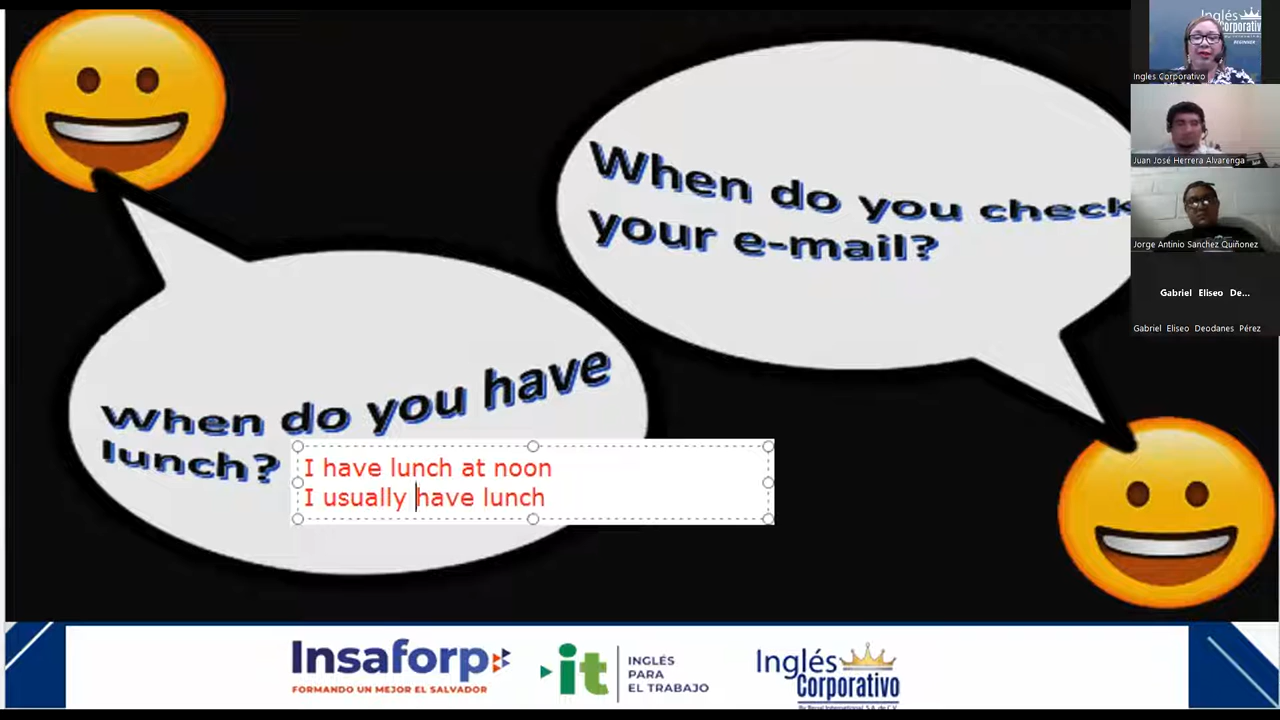 When do you check
your e-mail?
When do you have
lunch?
I have lunch at noon
I usually have lunch
Insaforp
FORMANDO UN MEJOR EL SALVADOR
it
INGLÉS
PARA
EL TRABAJO
Inglés
Corporativo
Inglés
Corporativo
BEGINNER
Ingles Corporativo
Juan José Herrera Alvarenga
Jorge Antinio Sanchez Quiñonez
Gabriel Eliseo De...
Gabriel Eliseo Deodanes Pérez